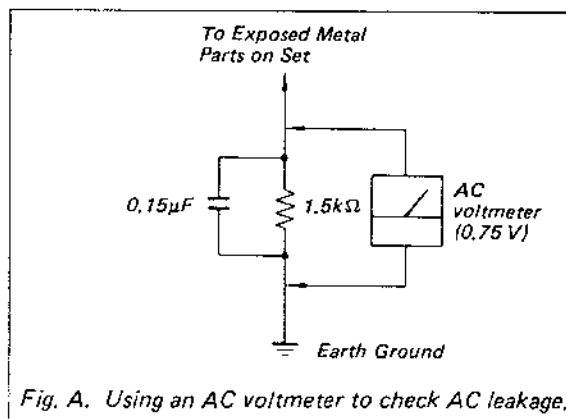 To Exposed Metal
Parts on Set
0.15μF
1.5kΩ
AC
voltmeter
(0.75 V)
Earth Ground
Fig. A. Using an AC voltmeter to check AC leakage.